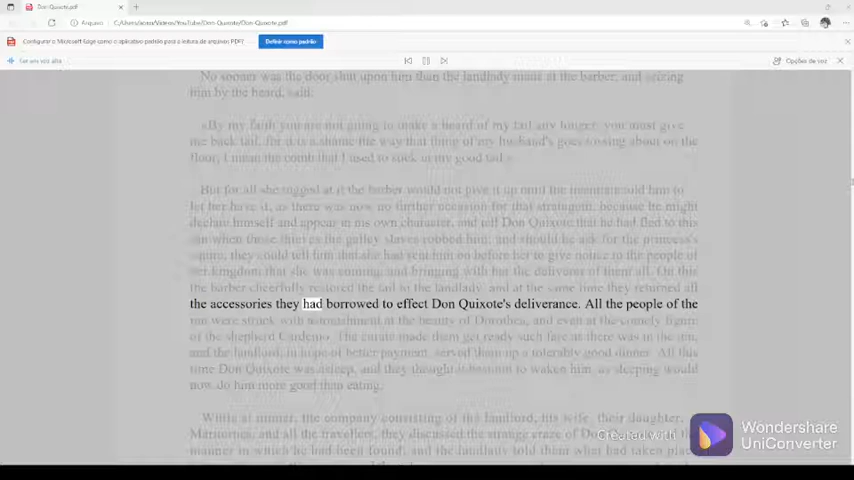 Don Quixote.pdf
Arquivo
C:/Users/ Videos/YouTube/Don-Quixote/Don-Quixote.pdf
Configurar o Microsoft Edge como o aplicativo padrão para a leitura de arquivos PDF?
Definir como padrão
Ler em voz alta
Opções de voz
No sooner was the door shut upon him than the landlady made at the barber, and seizing
him by the beard, said:
«By my faith you are not going to make a beard of my tail any longer; you must give
me back tail, for it is a shame the way that thing of my husband's goes tossing about on the
floor; I mean the comb that I used to stick in my good tail.»
But for all she tugged at it the barber would not give it up until the told him to
let her have it, as there was now no further occasion for that stratagem, because he might
declare himself and appear in his own character, and tell Don Quixote that he had fled to this
inn when those thieves the galley slaves robbed him; and should he ask for the princess's
squire, they could tell him that she had sent him on before her to give notice to the people of
her kingdom that she was coming, and bringing with her the deliverer of them all. On this
the barber cheerfully restored the tail to the landlady, and at the same time they returned all
the accessories they had borrowed to effect Don Quixote's deliverance. All the people of the
inn were struck with astonishment at the beauty of Dorothea, and even at the comely figure
of the shepherd Cardenio. The curate made them get ready such fare as there was in the inn,
and the landlord, in hope of better payment, served them up a tolerably good dinner. All this
time Don Quixote was asleep, and they thought it best not to waken him, as sleeping would
now do him more good than eating.
While at dinner, the company consisting of the landlord, his wife, their daughter,
Maritornes, and all the travellers, they discussed the strange craze of Don
manner in which he had been found; and the landlady told them what had taken place
Created with
Wondershare
UniConverter